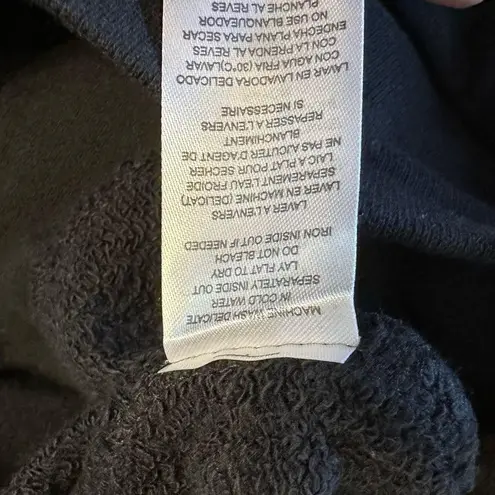 MACHINE WASH DELICATE
IN COLD WATER
SEPARATELY INSIDE OUT
LAY FLAT TO DRY
DO NOT BLEACH
IRON INSIDE OUT IF NEEDED
LAVER A L'ENVERS
LAVER EN MACHINE (DELICAT)
SEPAREMENT L'EAU FROIDE
LAIC A PLAT POUR SECHER
NE PAS AJCUTER D'AGENT DE
BLANCHIMENT
REPASSER A L'ENVERS
SI NECESSAIRE
LAVAR EN LAVADORA DELICADO
CON AGUA FRIA (30°C)LAVAR
CON LA PRENDA AL REVES
ENDECHA PLANA PARA SECAR
NO USE BLANQUEADOR
PLANCHE AL REVES